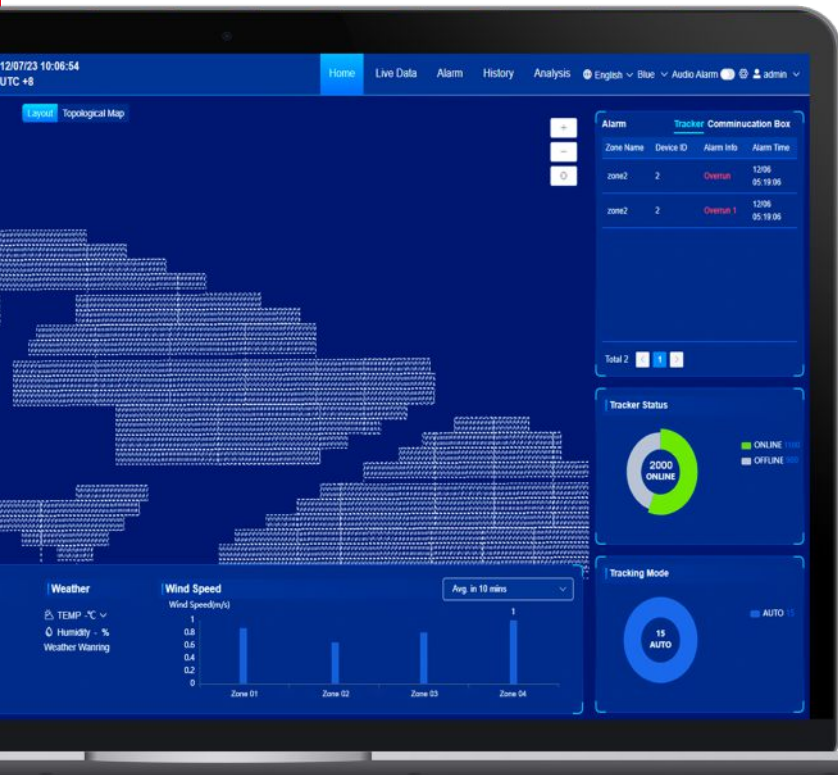 12/07/23 10:06:54
UTC +8
Home Live Data Alarm History Analysis English Blue Audio Alarm admin
Layout Topological Map
+
-
Alarm Tracker Comminucation Box
Zone Name Device ID Alarm Info Alarm Time
zone2 2 Overrun 12/06 05:19:06
zone2 2 Overrun 1 12/06 05:19:06
Total 2 < 1 >
Tracker Status
2000
ONLINE
ONLINE 1100
OFFLINE 900
Tracking Mode
15
AUTO
AUTO 15
Weather
TEMP -℃
Humidity - %
Weather Wanring
Wind Speed
Avg. in 10 mins
Wind Speed(m/s)
1
1
0.8
0.6
0.4
0.2
0
Zone 01 Zone 02 Zone 03 Zone 04